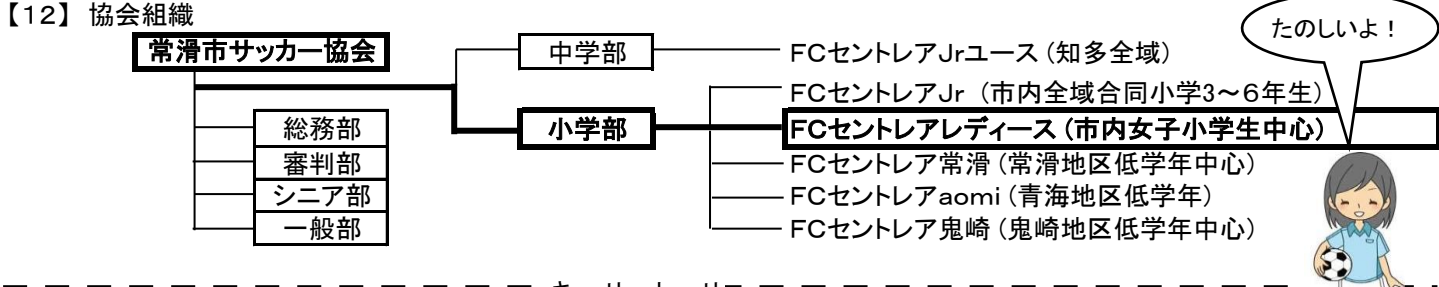 【12】 協会組織
たのしいよ！
常滑市サッカー協会
中学部
FCセントレアJrユース（知多全域）
FCセントレアJr （市内全域合同小学3～6年生）
小学部
FCセントレアレディース（市内女子小学生中心）
総務部
審判部
シニア部
一般部
FCセントレア常滑（常滑地区低学年中心）
FCセントレアaomi（青海地区低学年）
FCセントレア鬼崎（鬼崎地区低学年中心）